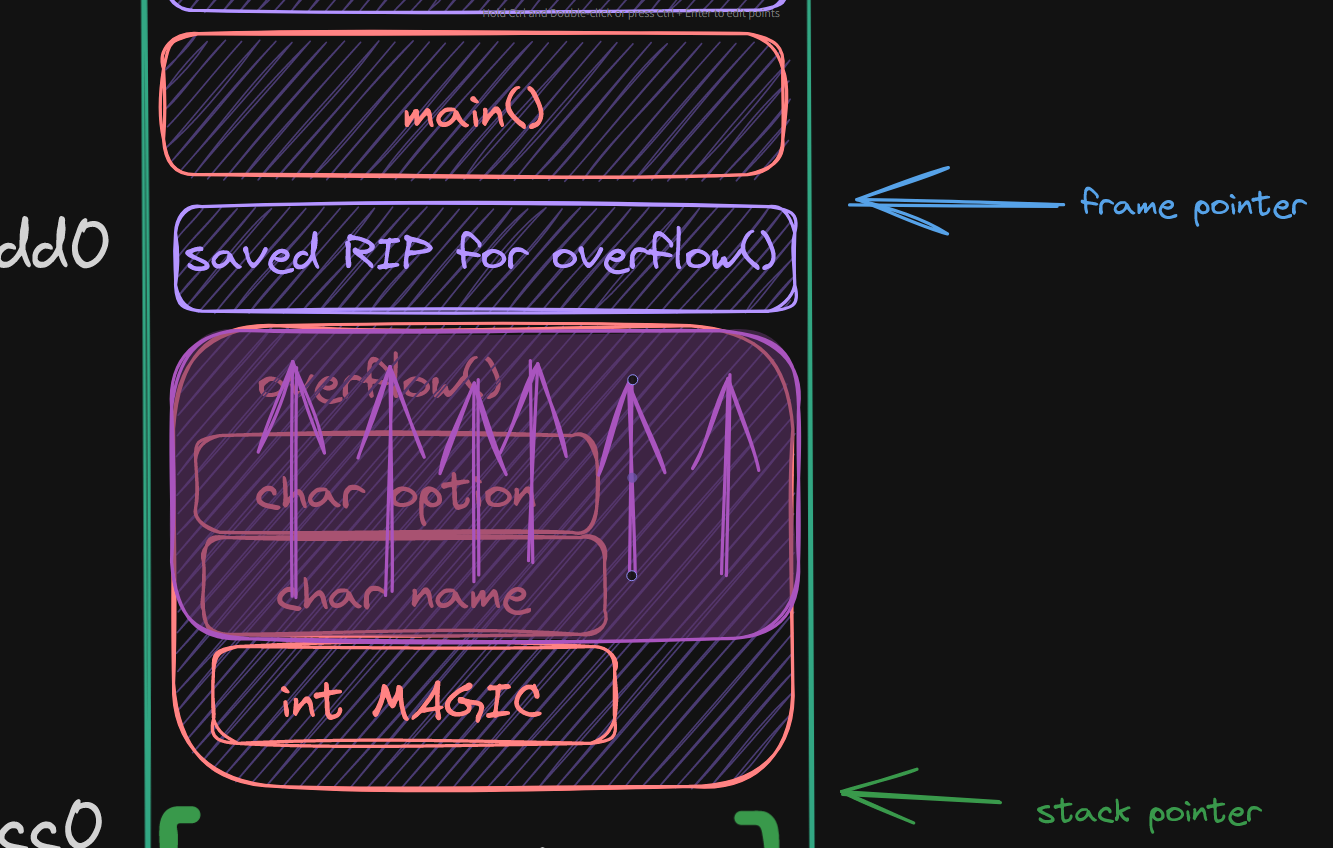 Hold Ctrl and Double-click or press Ctrl + Enter to edit points
main()
frame pointer
dd0
saved RIP for overflow()
overflow()
char option
char name
int MAGIC
ss0
stack pointer